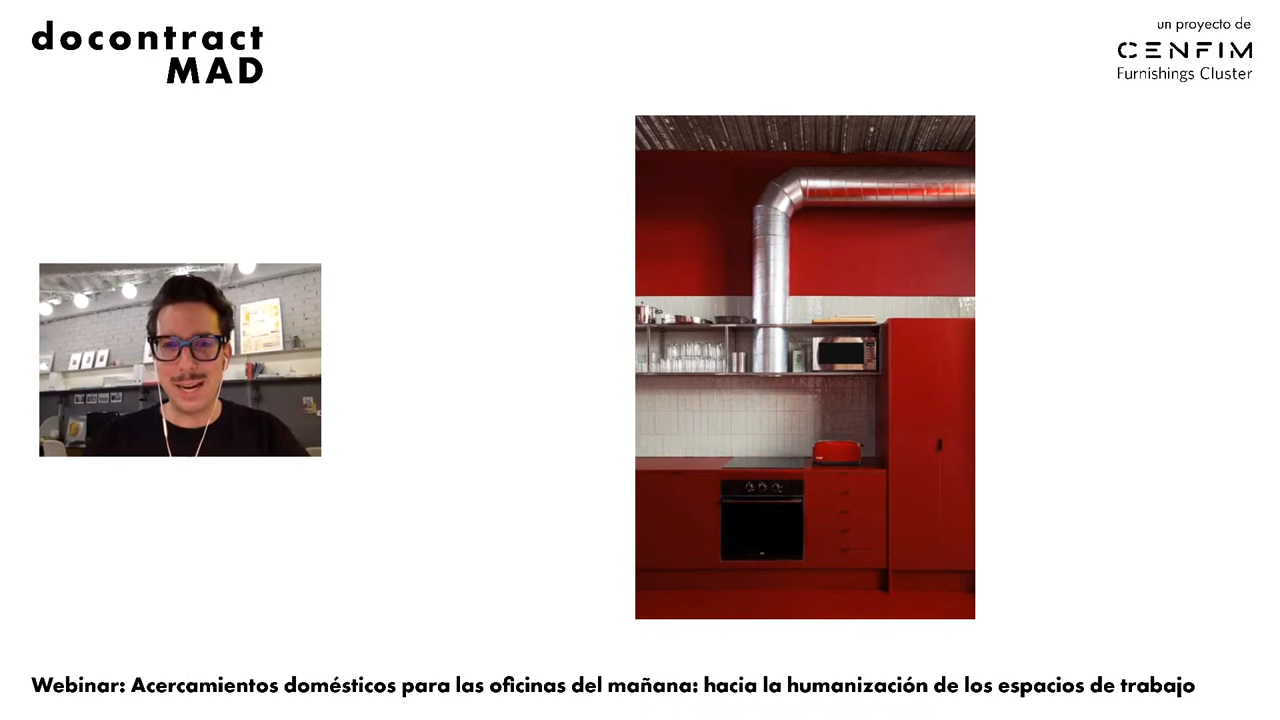 docontract
MAD
un proyecto de
CENFIM
Furnishings Cluster
Webinar: Acercamientos domésticos para las oficinas del mañana: hacia la humanización de los espacios de trabajo